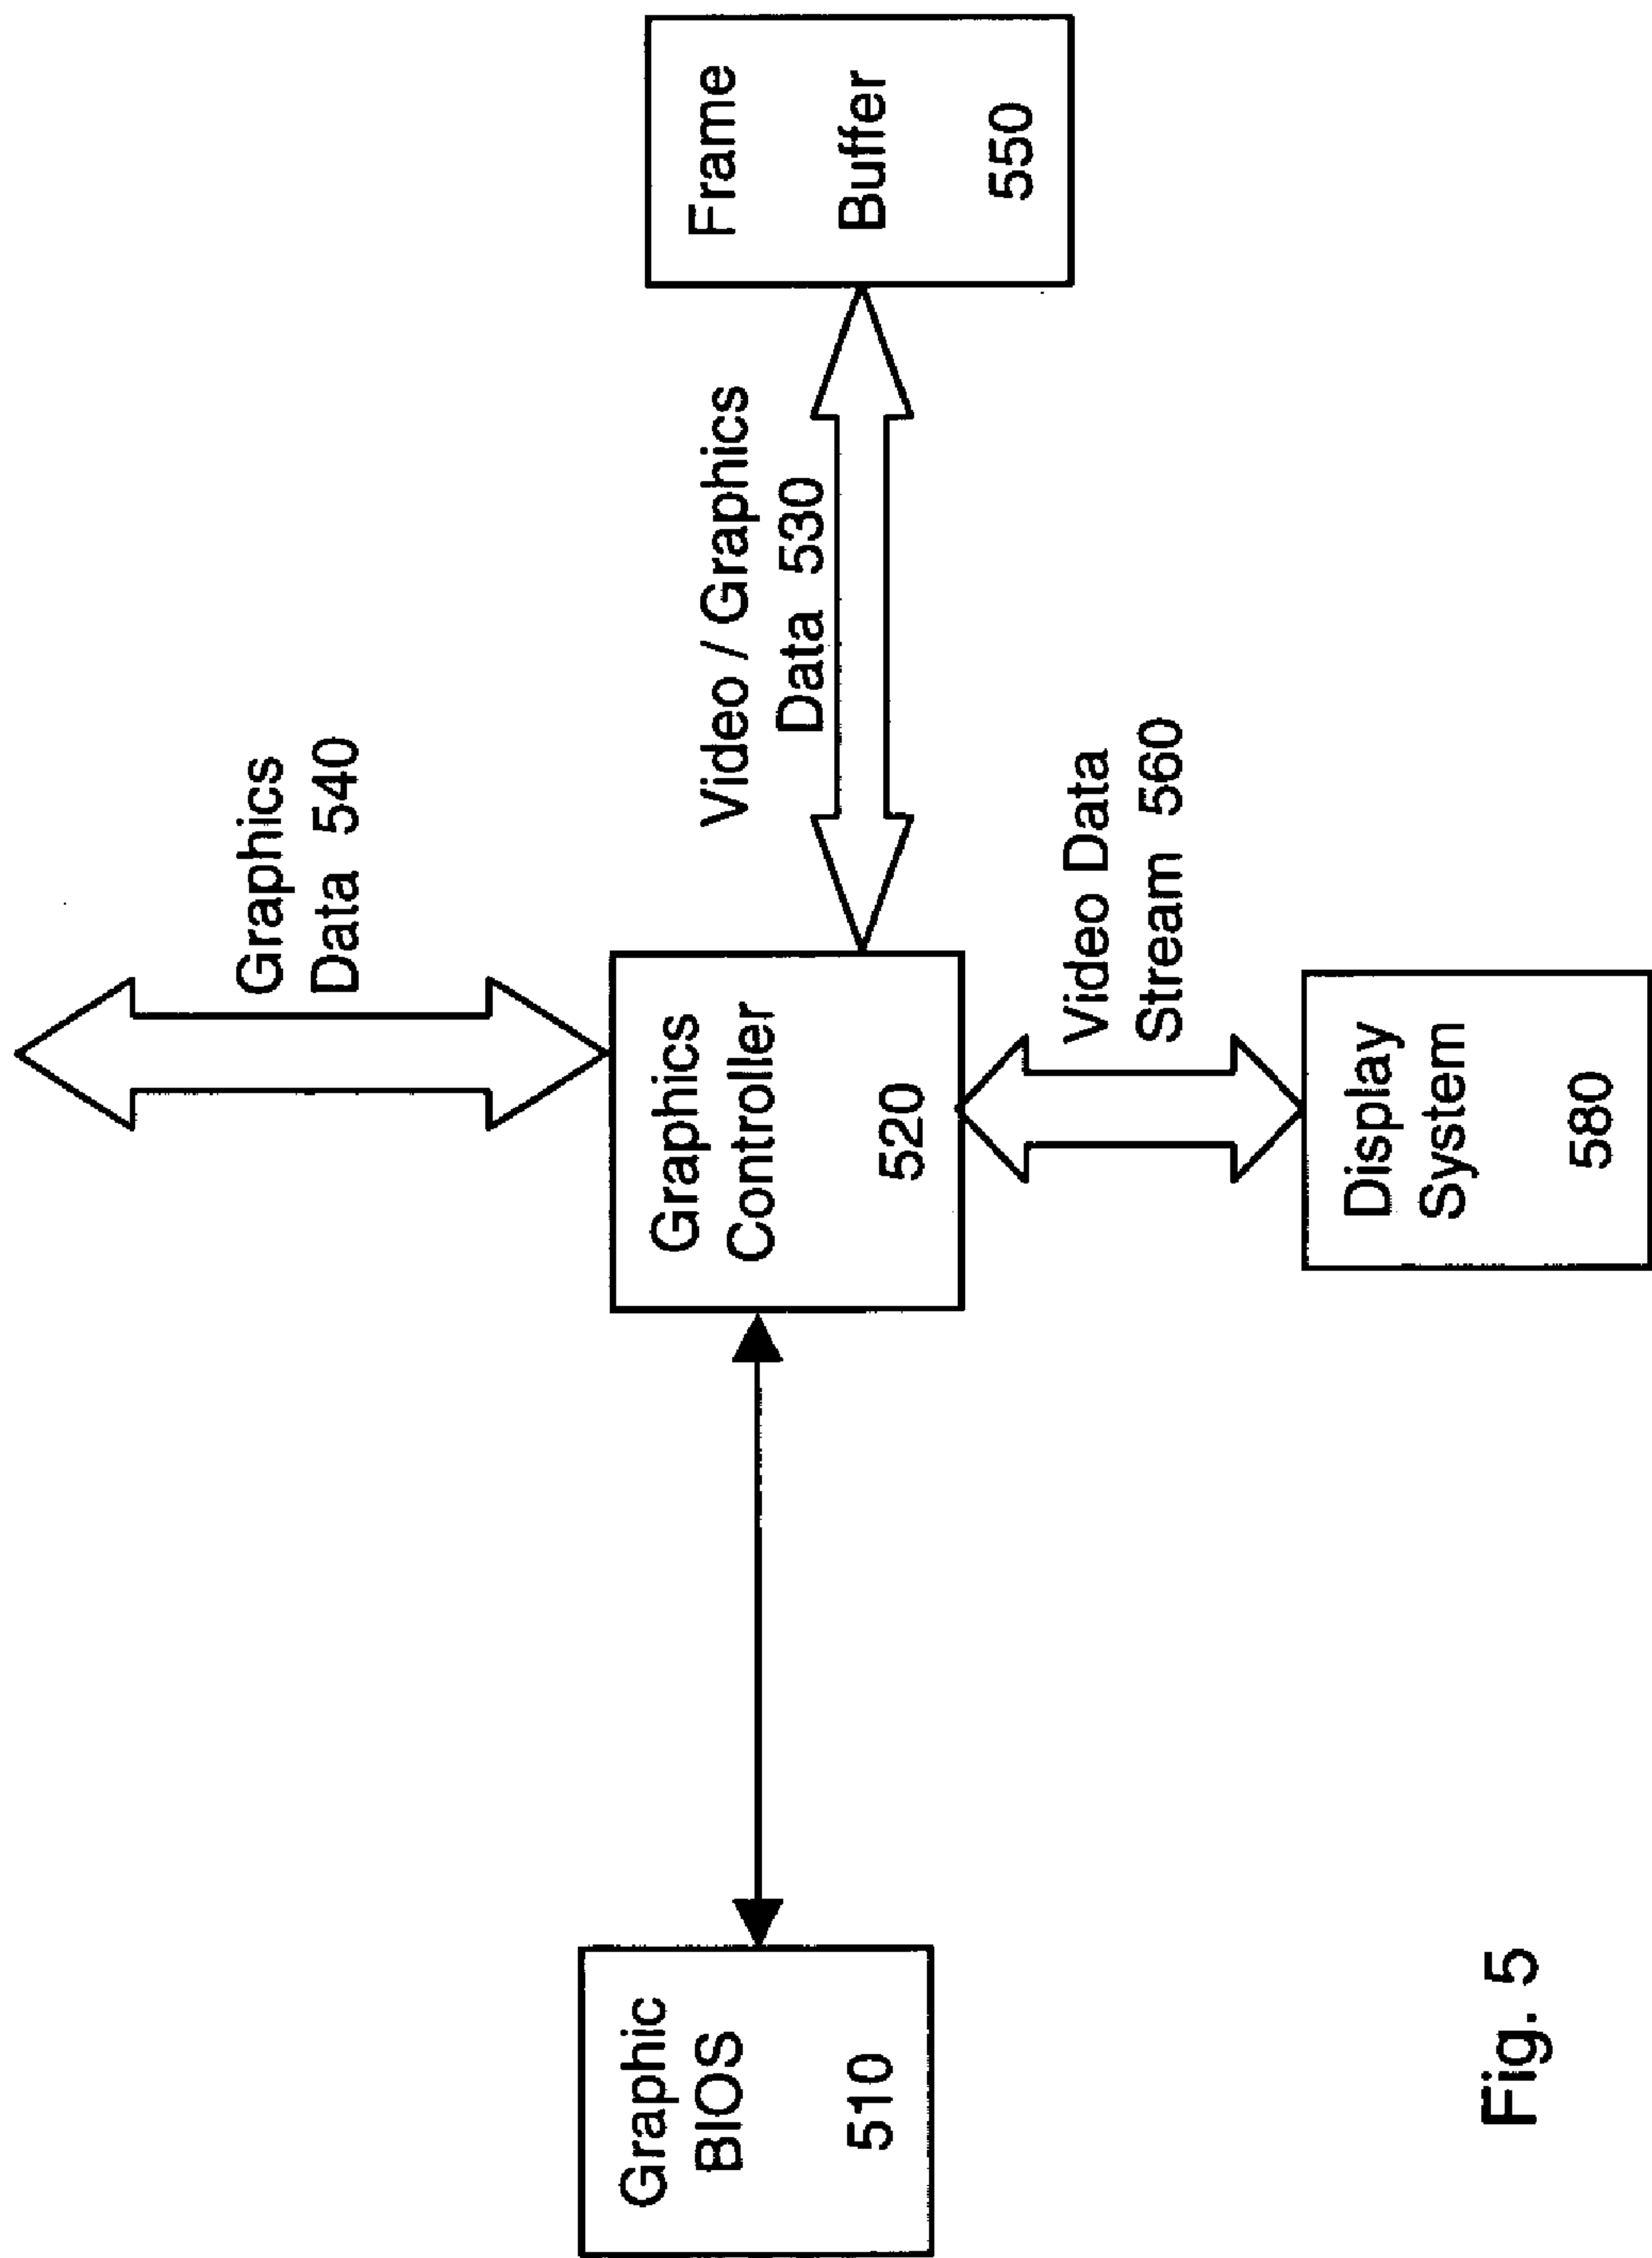 Graphics
Data 540
Graphic
BIOS
510
Graphics
Controller
520
Video / Graphics
Data 530
Frame
Buffer
550
Video Data
Stream 560
Display
System
580
Fig. 5